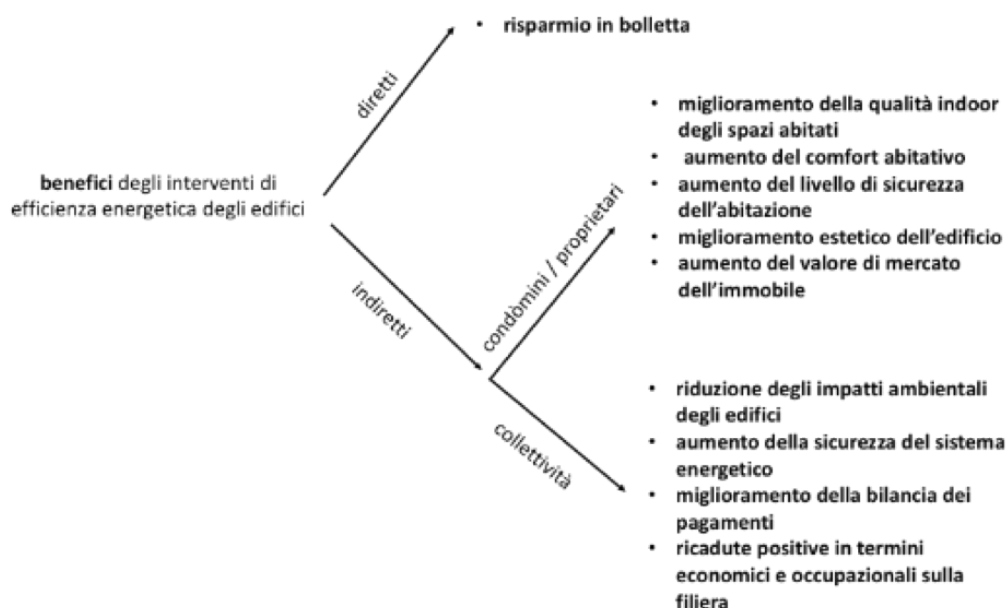 • risparmio in bolletta
diretti
• miglioramento della qualità indoor
degli spazi abitati
• aumento del comfort abitativo
• aumento del livello di sicurezza
dell'abitazione
• miglioramento estetico dell'edificio
• aumento del valore di mercato
dell'immobile
benefici degli interventi di
efficienza energetica degli edifici
condòmini / proprietari
indiretti
• riduzione degli impatti ambientali
degli edifici
• aumento della sicurezza del sistema
energetico
• miglioramento della bilancia dei
pagamenti
• ricadute positive in termini
economici e occupazionali sulla
filiera
collettività